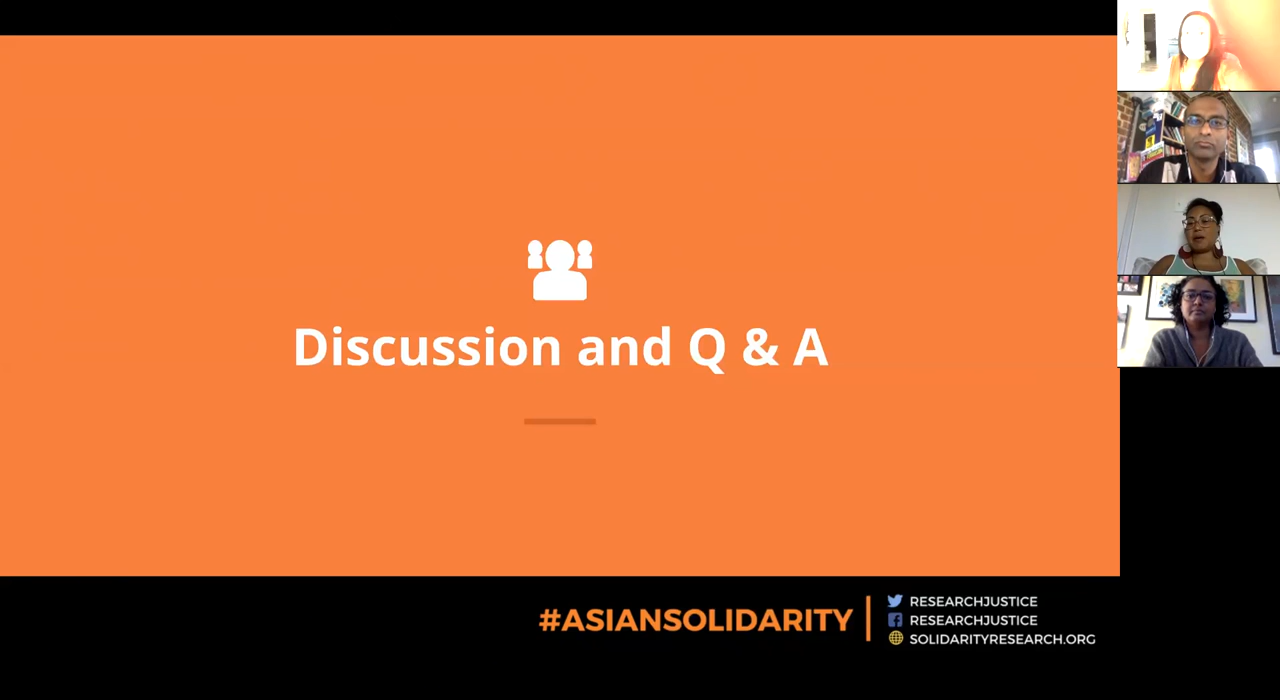 Discussion and Q & A
#ASIANSOLIDARITY
RESEARCHJUSTICE
RESEARCHJUSTICE
SOLIDARITYRESEARCH.ORG